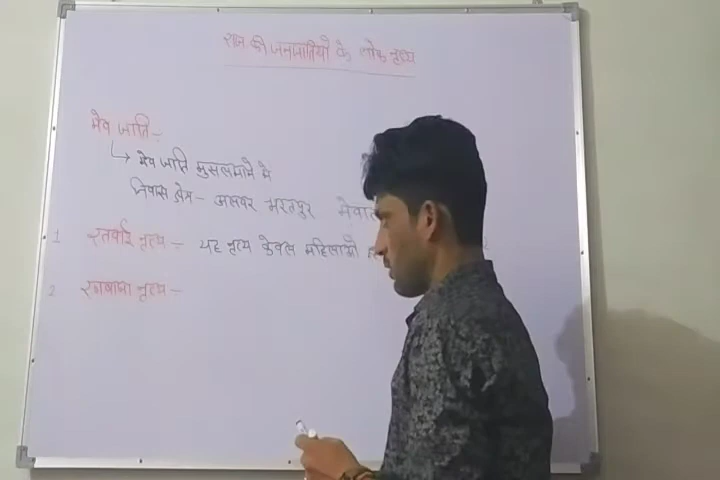 राज की जनजातियों के लोक नृत्य
मेव जाति :-
↳ मेव जाति मुसलमानो मे
निवास क्षेत्र - अलवर भरतपुर मेवात
1 रतवई नृत्य :- यह नृत्य केवल महिलाओ
2 रणबाजा नृत्य -